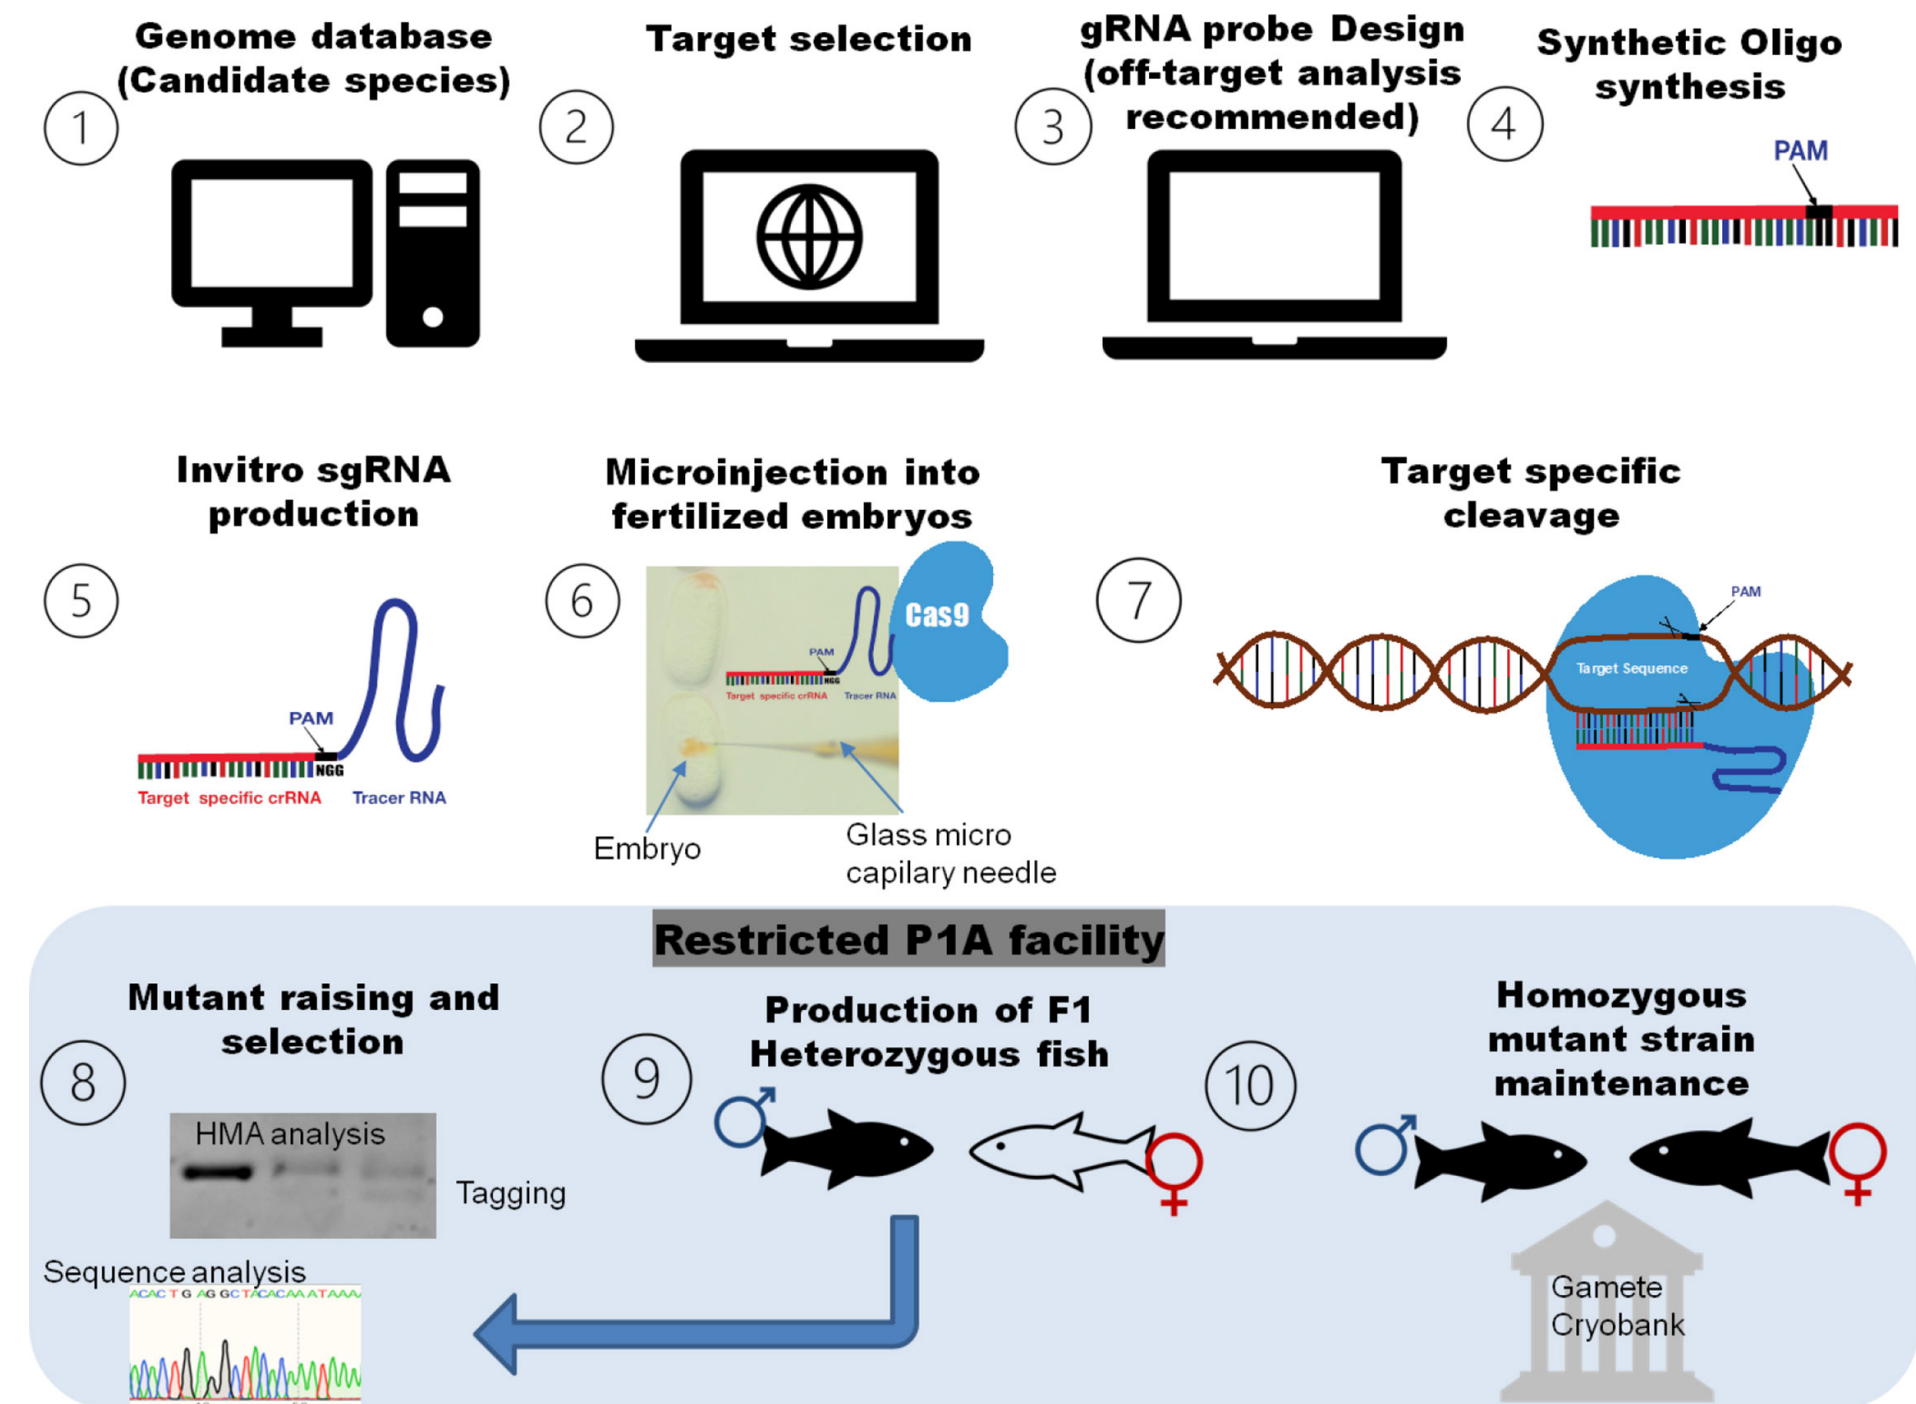 Genome database
(Candidate species)
1
Target selection
2
gRNA probe Design
(off-target analysis
recommended)
3
Synthetic Oligo
synthesis
4
PAM
Invitro sgRNA
production
5
PAM
NGG
Target specific crRNA
Tracer RNA
Microinjection into
fertilized embryos
6
Cas9
PAM
NGG
Target specific crRNA
Tracer RNA
Embryo
Glass micro
capilary needle
Target specific
cleavage
7
PAM
Target Sequence
Restricted P1A facility
Mutant raising and
selection
8
HMA analysis
Tagging
Sequence analysis
ACACTGAGGCTACACAAATAAA
Production of F1
Heterozygous fish
9
Homozygous
mutant strain
maintenance
10
Gamete
Cryobank